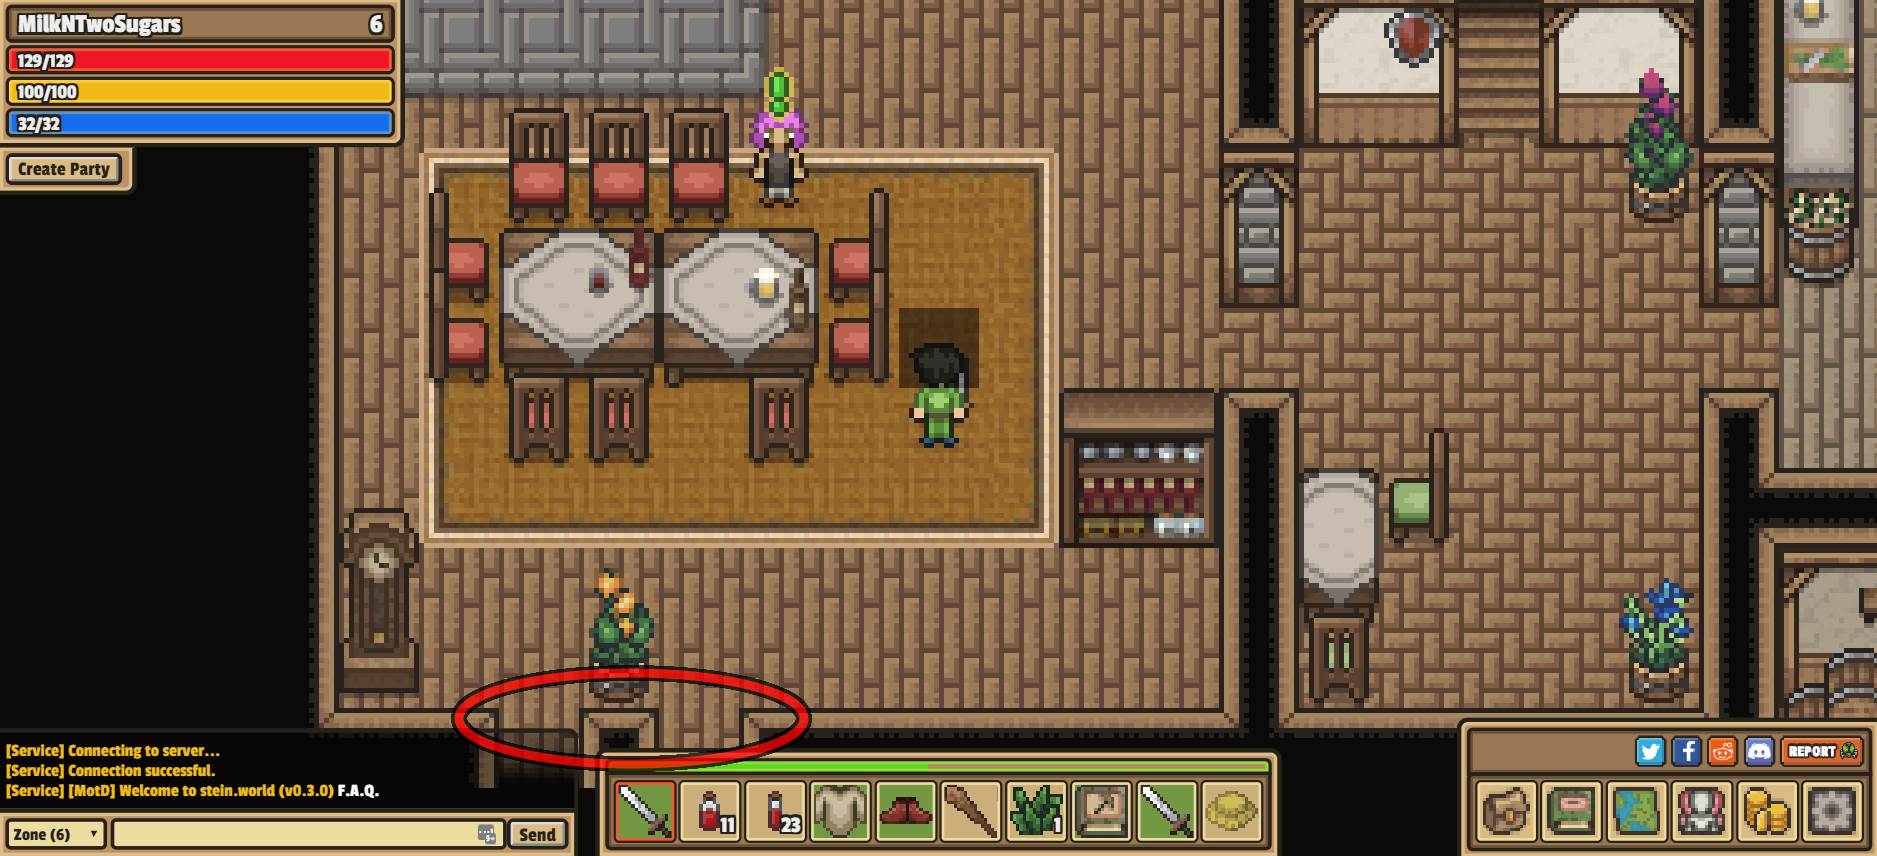 MilkNTwoSugars 6
129/129
100/100
32/32
Create Party
[Service] Connecting to server...
[Service] Connection successful.
[Service] [MotD] Welcome to stein.world (v0.3.0) F.A.Q.
REPORT
11
23
1
Zone (6)
Send